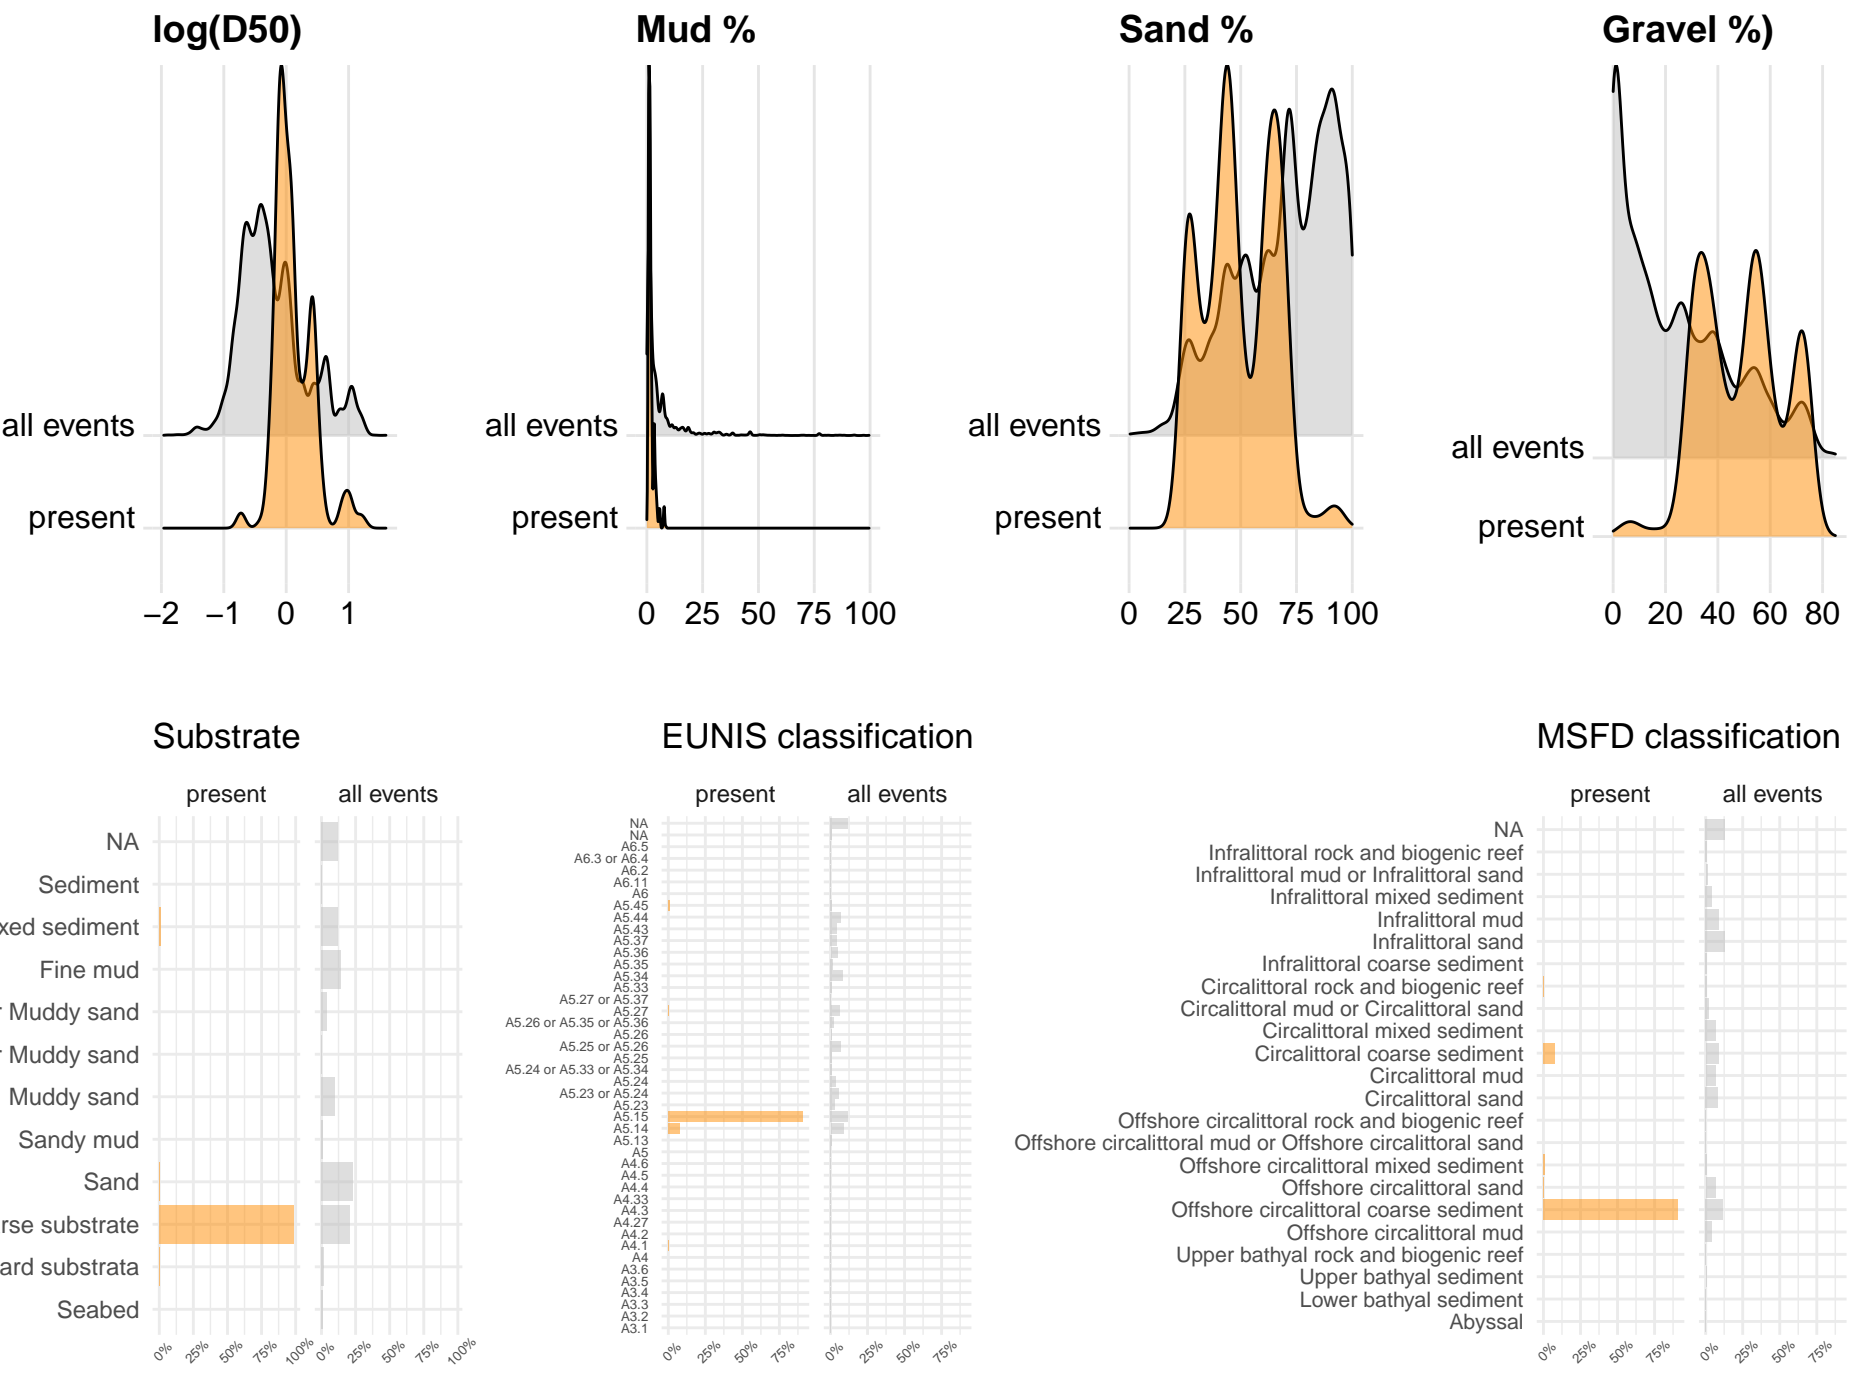 log(D50)
Mud %
Sand %
Gravel %)
all events
present
−2 −1 0 1
all events
present
0 25 50 75 100
all events
present
0 25 50 75 100
all events
present
0 20 40 60 80
Substrate
present all events
NA
Sediment
xed sediment
Fine mud
r Muddy sand
r Muddy sand
Muddy sand
Sandy mud
Sand
rse substrate
ard substrata
Seabed
0% 25% 50% 75% 100% 0% 25% 50% 75% 100%
EUNIS classification
present all events
NA
NA
A6.5
A6.3 or A6.4
A6.2
A6.11
A6
A5.45
A5.44
A5.43
A5.37
A5.36
A5.35
A5.34
A5.33
A5.27 or A5.37
A5.27
A5.26 or A5.35 or A5.36
A5.26
A5.25 or A5.26
A5.25
A5.24 or A5.33 or A5.34
A5.24
A5.23 or A5.24
A5.23
A5.15
A5.14
A5.13
A5
A4.6
A4.5
A4.4
A4.33
A4.3
A4.27
A4.2
A4.1
A4
A3.6
A3.5
A3.4
A3.3
A3.2
A3.1
0% 25% 50% 75% 0% 25% 50% 75%
MSFD classification
present all events
NA
Infralittoral rock and biogenic reef
Infralittoral mud or Infralittoral sand
Infralittoral mixed sediment
Infralittoral mud
Infralittoral sand
Infralittoral coarse sediment
Circalittoral rock and biogenic reef
Circalittoral mud or Circalittoral sand
Circalittoral mixed sediment
Circalittoral coarse sediment
Circalittoral mud
Circalittoral sand
Offshore circalittoral rock and biogenic reef
Offshore circalittoral mud or Offshore circalittoral sand
Offshore circalittoral mixed sediment
Offshore circalittoral sand
Offshore circalittoral coarse sediment
Offshore circalittoral mud
Upper bathyal rock and biogenic reef
Upper bathyal sediment
Lower bathyal sediment
Abyssal
0% 25% 50% 75% 0% 25% 50% 75%